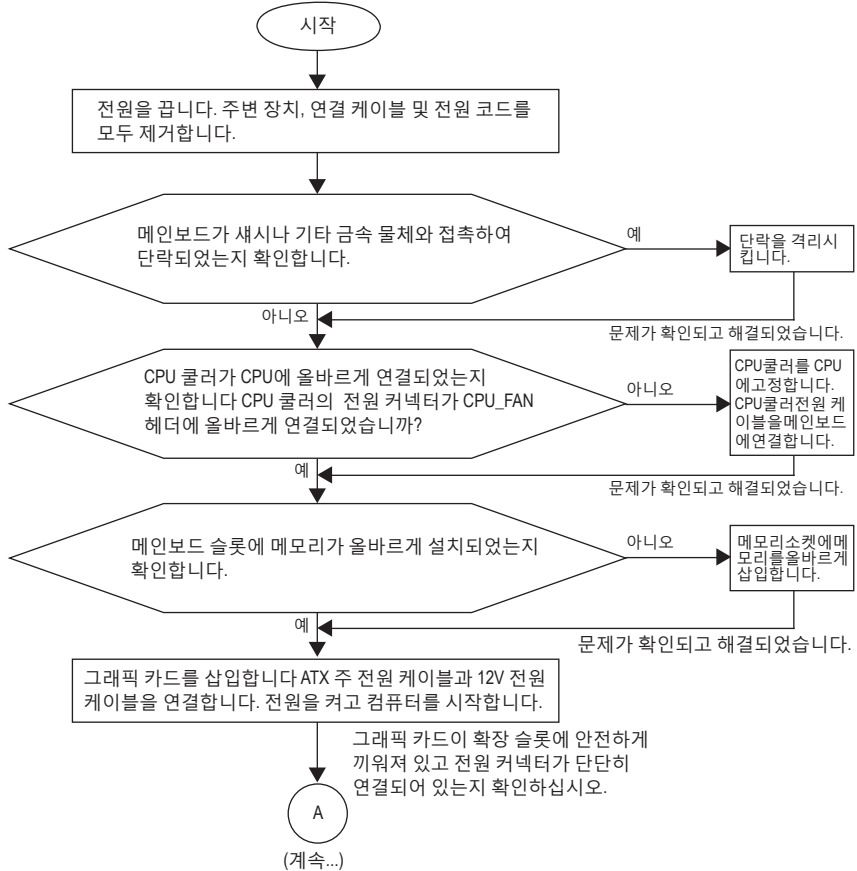 시작
전원을 끕니다. 주변 장치, 연결 케이블 및 전원 코드를
모두 제거합니다.
메인보드가 섀시나 기타 금속 물체와 접촉하여
단락되었는지 확인합니다.
예
단락을 격리시
킵니다.
아니오
문제가 확인되고 해결되었습니다.
CPU 쿨러가 CPU에 올바르게 연결되었는지
확인합니다 CPU 쿨러의 전원 커넥터가 CPU_FAN
헤더에 올바르게 연결되었습니까?
아니오
CPU쿨러를 CPU
에고정합니다.
CPU쿨러전원 케
이블을메인보드
에연결합니다.
예
문제가 확인되고 해결되었습니다.
메인보드 슬롯에 메모리가 올바르게 설치되었는지
확인합니다.
아니오
메모리소켓에메
모리를올바르게
삽입합니다.
예
문제가 확인되고 해결되었습니다.
그래픽 카드를 삽입합니다 ATX 주 전원 케이블과 12V 전원
케이블을 연결합니다. 전원을 켜고 컴퓨터를 시작합니다.
그래픽 카드이 확장 슬롯에 안전하게
끼워져 있고 전원 커넥터가 단단히
연결되어 있는지 확인하십시오.
A
(계속...)